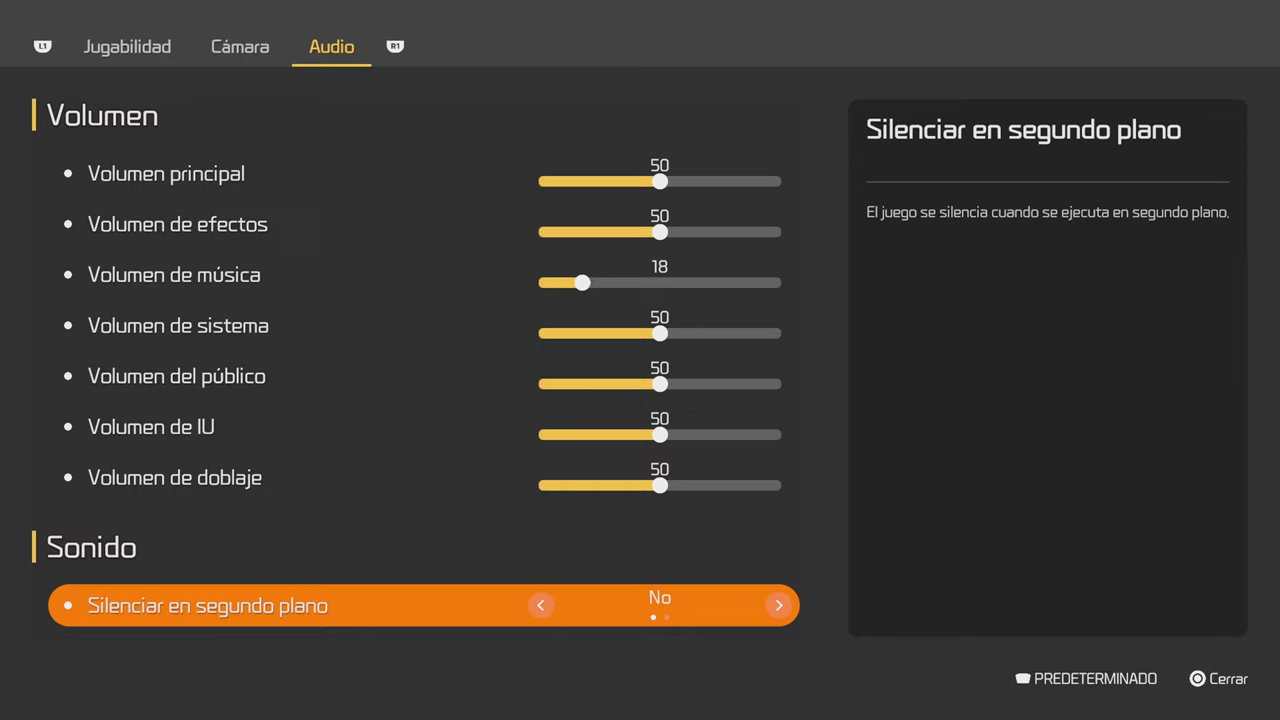 L1 Jugabilidad Cámara Audio R1
Volumen
Volumen principal 50
Volumen de efectos 50
Volumen de música 18
Volumen de sistema 50
Volumen del público 50
Volumen de IU 50
Volumen de doblaje 50
Sonido
Silenciar en segundo plano No
Silenciar en segundo plano
El juego se silencia cuando se ejecuta en segundo plano.
PREDETERMINADO Cerrar